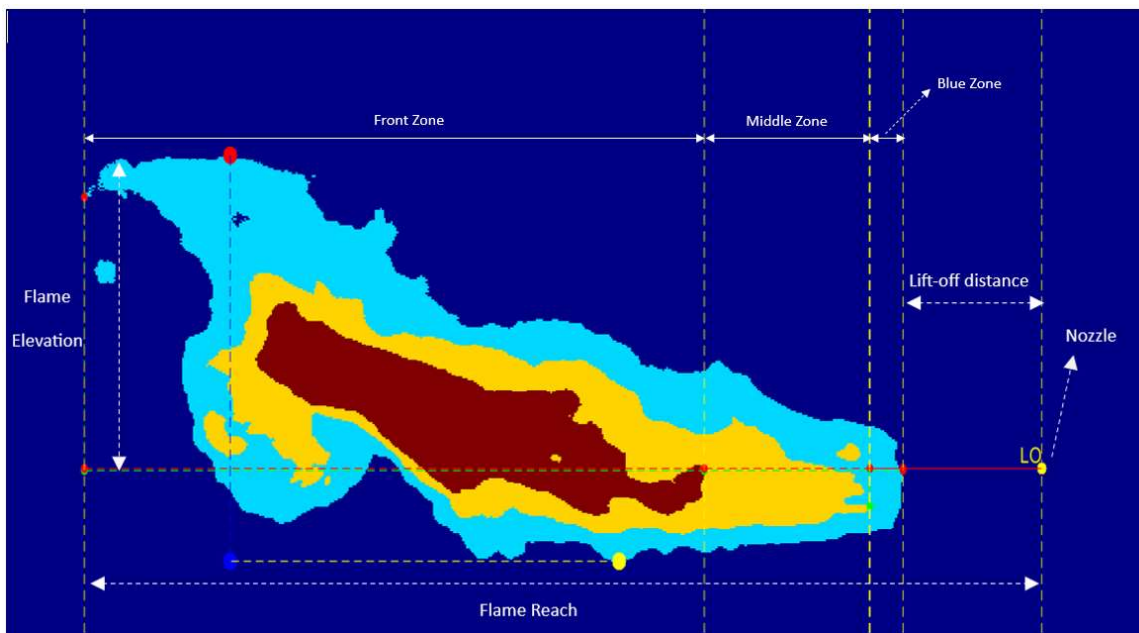 Blue Zone
Front Zone
Middle Zone
Flame
Elevation
Lift-off distance
Nozzle
LO
Flame Reach